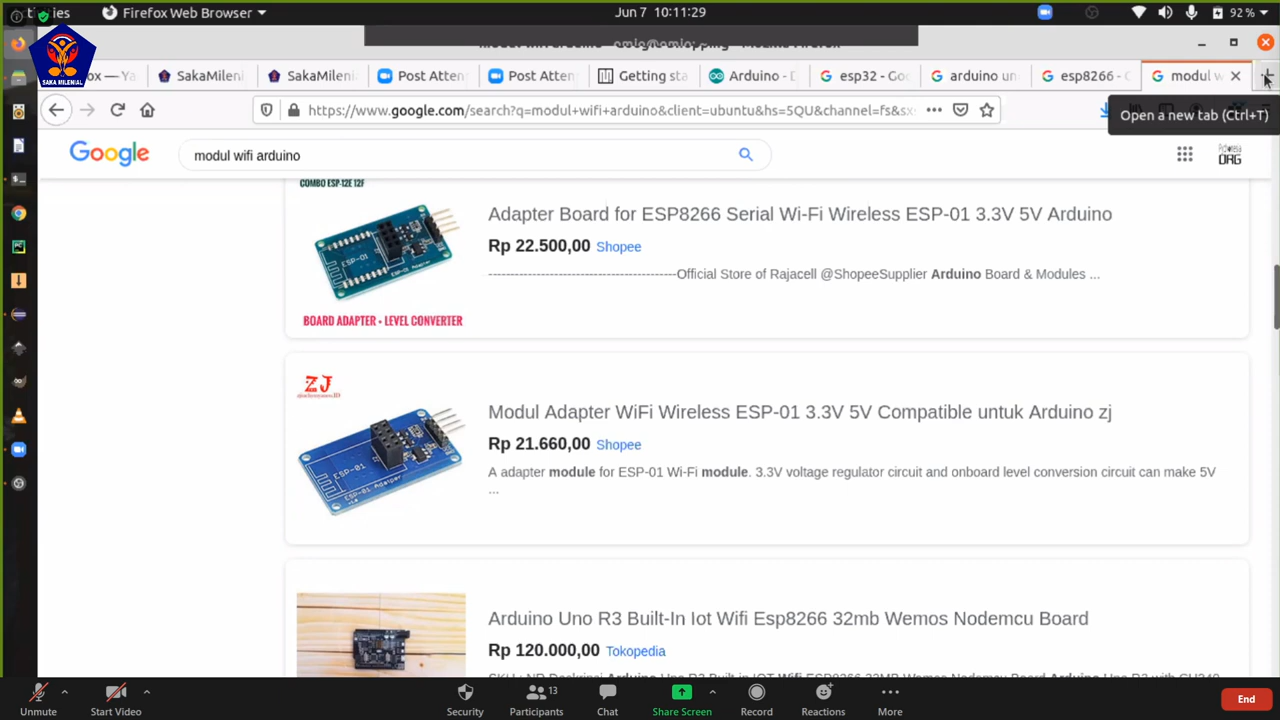 Firefox Web Browser
Jun 7 10:11:29
92 %
SAKA MILENIAL
SakaMileni
SakaMileni
Post Atten
Post Atten
Getting sta
Arduino - D
esp32 - Goo
arduino un
esp8266 - G
modul w
https://www.google.com/search?q=modul+wifi+arduino&client=ubuntu&hs=5QU&channel=fs&sx
Open a new tab (Ctrl+T)
Google
modul wifi arduino
COMBO ESP-12E 12F
Adapter Board for ESP8266 Serial Wi-Fi Wireless ESP-01 3.3V 5V Arduino
Rp 22.500,00 Shopee
-----------------------------------------Official Store of Rajacell @ShopeeSupplier Arduino Board & Modules ...
BOARD ADAPTER • LEVEL CONVERTER
ZJ
Modul Adapter WiFi Wireless ESP-01 3.3V 5V Compatible untuk Arduino zj
Rp 21.660,00 Shopee
A adapter module for ESP-01 Wi-Fi module. 3.3V voltage regulator circuit and onboard level conversion circuit can make 5V
...
ESP-01
Arduino Uno R3 Built-In Iot Wifi Esp8266 32mb Wemos Nodemcu Board
Rp 120.000,00 Tokopedia
Unmute
Start Video
Security
13
Participants
Chat
Share Screen
Record
Reactions
More
End